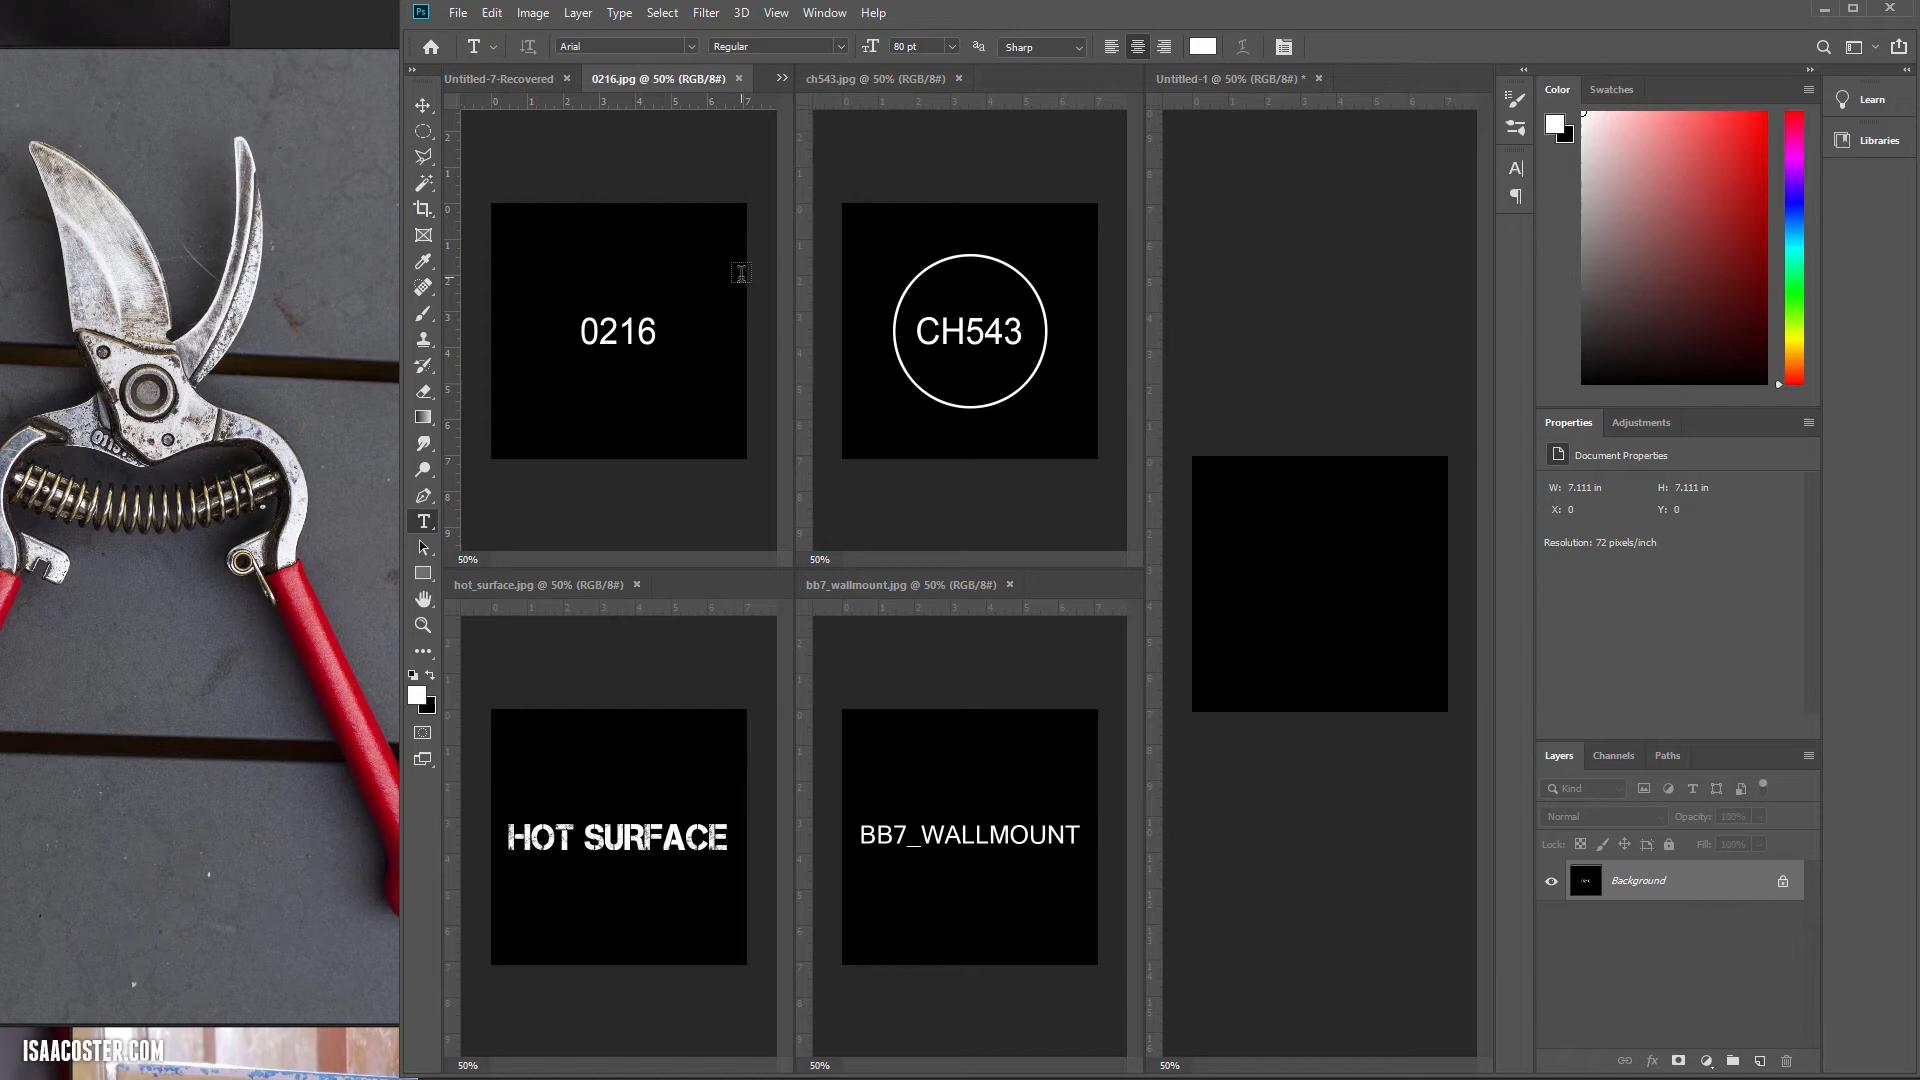 Ps File Edit Image Layer Type Select Filter 3D View Window Help
Arial Regular 80 pt Sharp
Untitled-7-Recovered 0216.jpg @ 50% (RGB/8#) ch543.jpg @ 50% (RGB/8#) Untitled-1 @ 50% (RGB/8#) *
Color Swatches
Learn
Libraries
0216
CH543
Properties Adjustments
Document Properties
W: 7.111 in H: 7.111 in
X: 0 Y: 0
Resolution: 72 pixels/inch
50% 50%
hot_surface.jpg @ 50% (RGB/8#) bb7_wallmount.jpg @ 50% (RGB/8#)
HOT SURFACE
BB7_WALLMOUNT
Layers Channels Paths
Kind
Normal Opacity: 100%
Lock: Fill: 100%
Background
50% 50% 50%
ISAACOSTER.COM